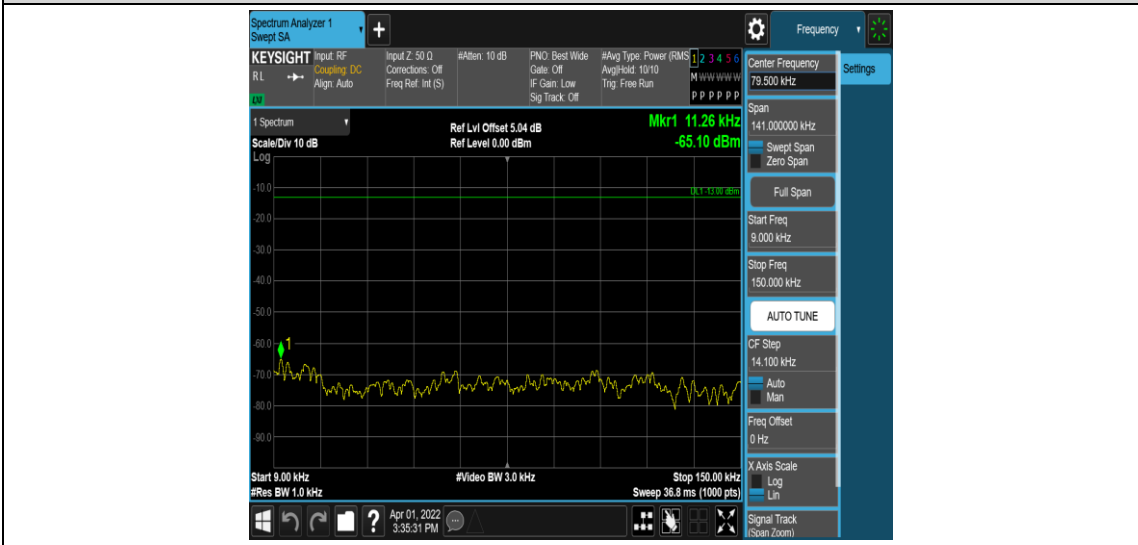 Spectrum Analyzer 1
Swept SA
+
Frequency
KEYSIGHT
RL
LXI
Input: RF
Coupling: DC
Align: Auto
Input Z: 50 Ω
Corrections: Off
Freq Ref: Int (S)
#Atten: 10 dB
PNO: Best Wide
Gate: Off
IF Gain: Low
Sig Track: Off
#Avg Type: Power (RMS
Avg|Hold: 10/10
Trig: Free Run
1 2 3 4 5 6
M W W W W W
P P P P P P
1 Spectrum
Scale/Div 10 dB
Log
Ref Lvl Offset 5.04 dB
Ref Level 0.00 dBm
Mkr1 11.26 kHz
-65.10 dBm
DL1 -13.00 dBm
-10.0
-20.0
-30.0
-40.0
-50.0
-60.0
1
-70.0
-80.0
-90.0
Start 9.00 kHz
#Res BW 1.0 kHz
#Video BW 3.0 kHz
Stop 150.00 kHz
Sweep 36.8 ms (1000 pts)
Center Frequency
79.500 kHz
Settings
Span
141.000000 kHz
Swept Span
Zero Span
Full Span
Start Freq
9.000 kHz
Stop Freq
150.000 kHz
AUTO TUNE
CF Step
14.100 kHz
Auto
Man
Freq Offset
0 Hz
X Axis Scale
Log
Lin
Signal Track
(Span Zoom)
?
Apr 01, 2022
3:35:31 PM